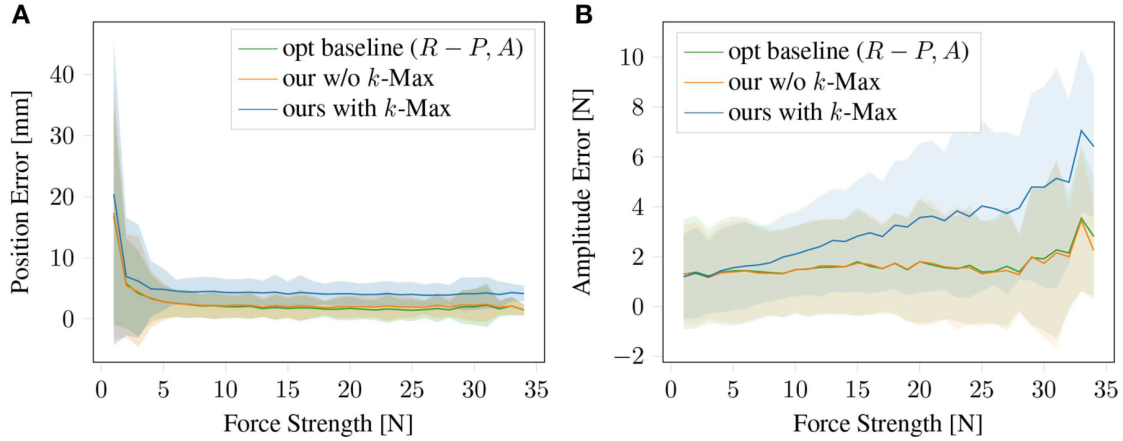 A
opt baseline (R − P, A)
our w/o k-Max
ours with k-Max
Position Error [mm]
40
30
20
10
0
0 5 10 15 20 25 30 35
Force Strength [N]
B
opt baseline (R − P, A)
our w/o k-Max
ours with k-Max
Amplitude Error [N]
10
8
6
4
2
0
−2
0 5 10 15 20 25 30 35
Force Strength [N]